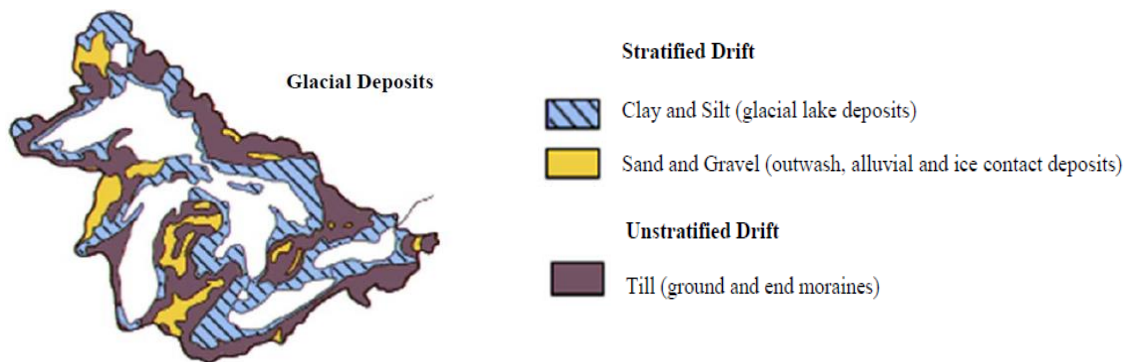 Glacial Deposits
Stratified Drift
Clay and Silt (glacial lake deposits)
Sand and Gravel (outwash, alluvial and ice contact deposits)
Unstratified Drift
Till (ground and end moraines)